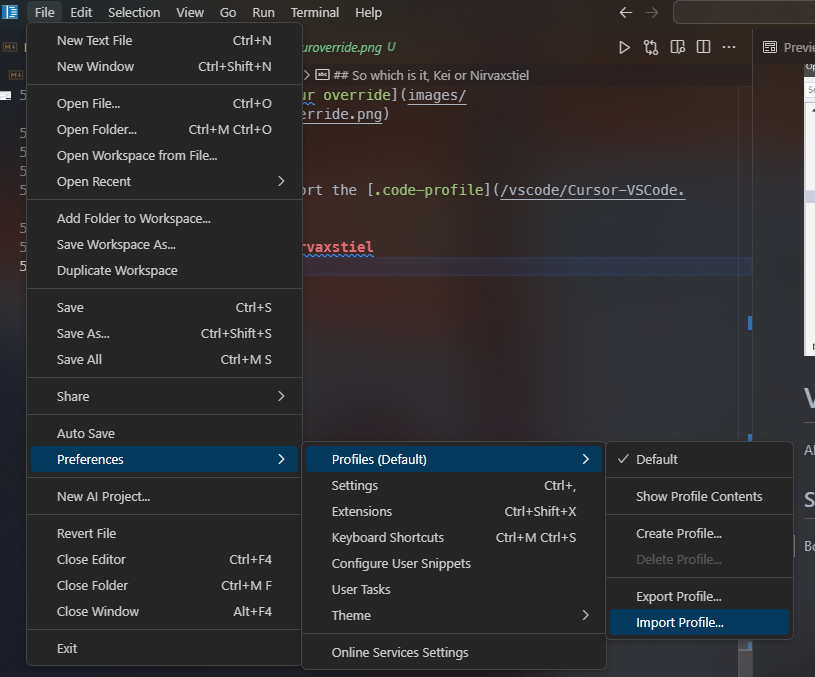 File Edit Selection View Go Run Terminal Help
New Text File Ctrl+N
New Window Ctrl+Shift+N
Open File... Ctrl+O
Open Folder... Ctrl+M Ctrl+O
Open Workspace from File...
Open Recent
Add Folder to Workspace...
Save Workspace As...
Duplicate Workspace
Save Ctrl+S
Save As... Ctrl+Shift+S
Save All Ctrl+M S
Share
Auto Save
Preferences
New AI Project...
Revert File
Close Editor Ctrl+F4
Close Folder Ctrl+M F
Close Window Alt+F4
Exit
uroverride.png U
Previe
## So which is it, Kei or Nirvaxstiel
ur override](images/
erride.png)
ort the [.code-profile](/vscode/Cursor-VSCode.
rvaxstiel
Profiles (Default)
Settings Ctrl+,
Extensions Ctrl+Shift+X
Keyboard Shortcuts Ctrl+M Ctrl+S
Configure User Snippets
User Tasks
Theme
Online Services Settings
Default
Show Profile Contents
Create Profile...
Delete Profile...
Export Profile...
Import Profile...